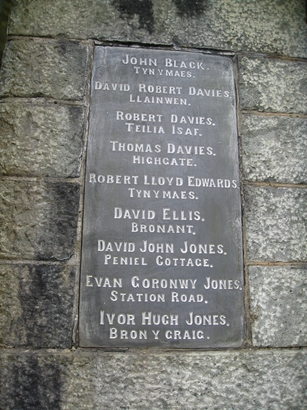 JOHN BLACK.
TYNYMAES.
DAVID ROBERT DAVIES.
LLAINWEN.
ROBERT DAVIES.
TEILIA ISAF.
THOMAS DAVIES.
HIGHGATE.
ROBERT LLOYD EDWARDS.
TYNYMAES.
DAVID ELLIS.
BRONANT.
DAVID JOHN JONES.
PENIEL COTTAGE.
EVAN GORONWY JONES.
STATION ROAD.
IVOR HUGH JONES.
BRON Y GRAIG.